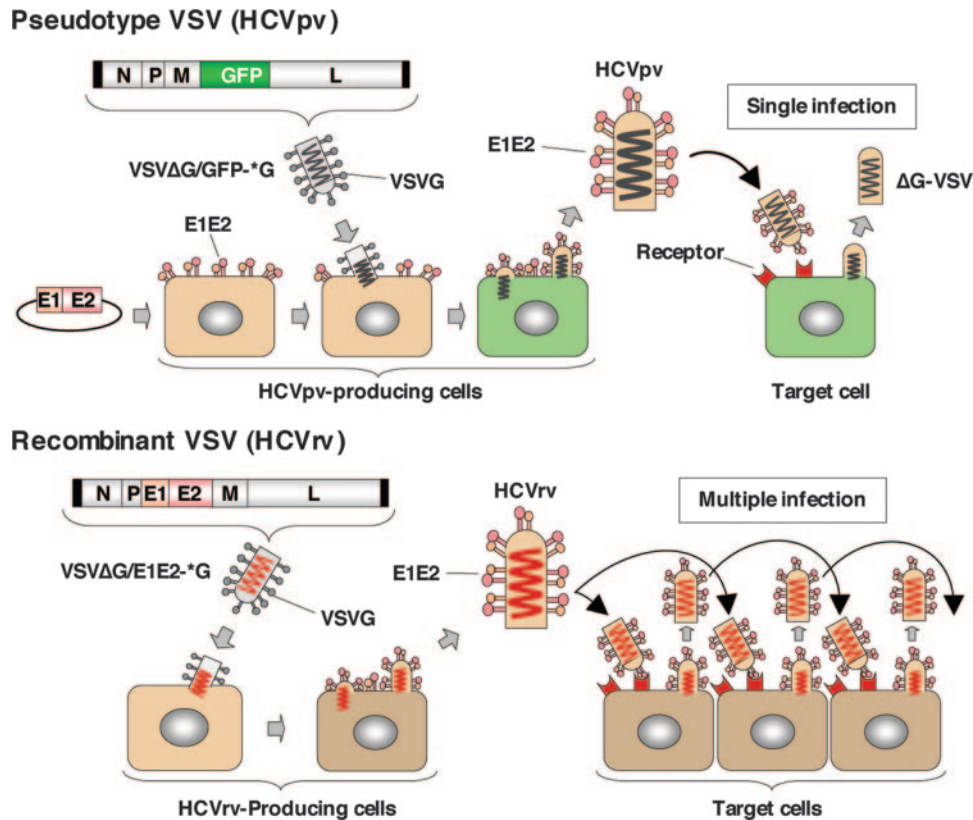 Pseudotype VSV (HCVpv)
N P M GFP L
HCVpv
Single infection
E1E2
VSVΔG/GFP-*G
VSVG
ΔG-VSV
E1E2
Receptor
E1 E2
HCVpv-producing cells
Target cell
Recombinant VSV (HCVrv)
N P E1 E2 M L
HCVrv
Multiple infection
VSVΔG/E1E2-*G
E1E2
VSVG
HCVrv-Producing cells
Target cells